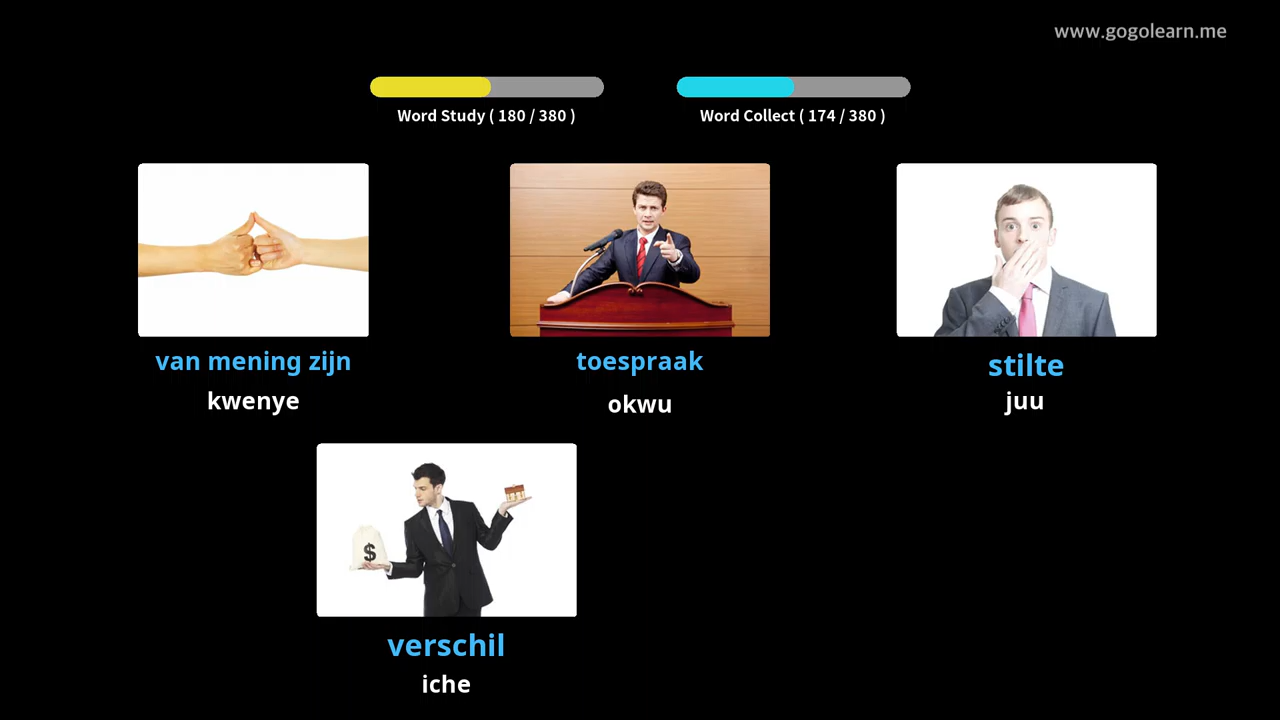 www.gogolearn.me
Word Study ( 180 / 380 )
Word Collect ( 174 / 380 )
van mening zijn
kwenye
toespraak
okwu
stilte
juu
$
verschil
iche